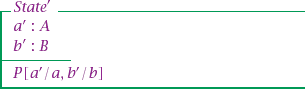 State′
a′ : A
b′ : B
P[a′/a, b′/b]